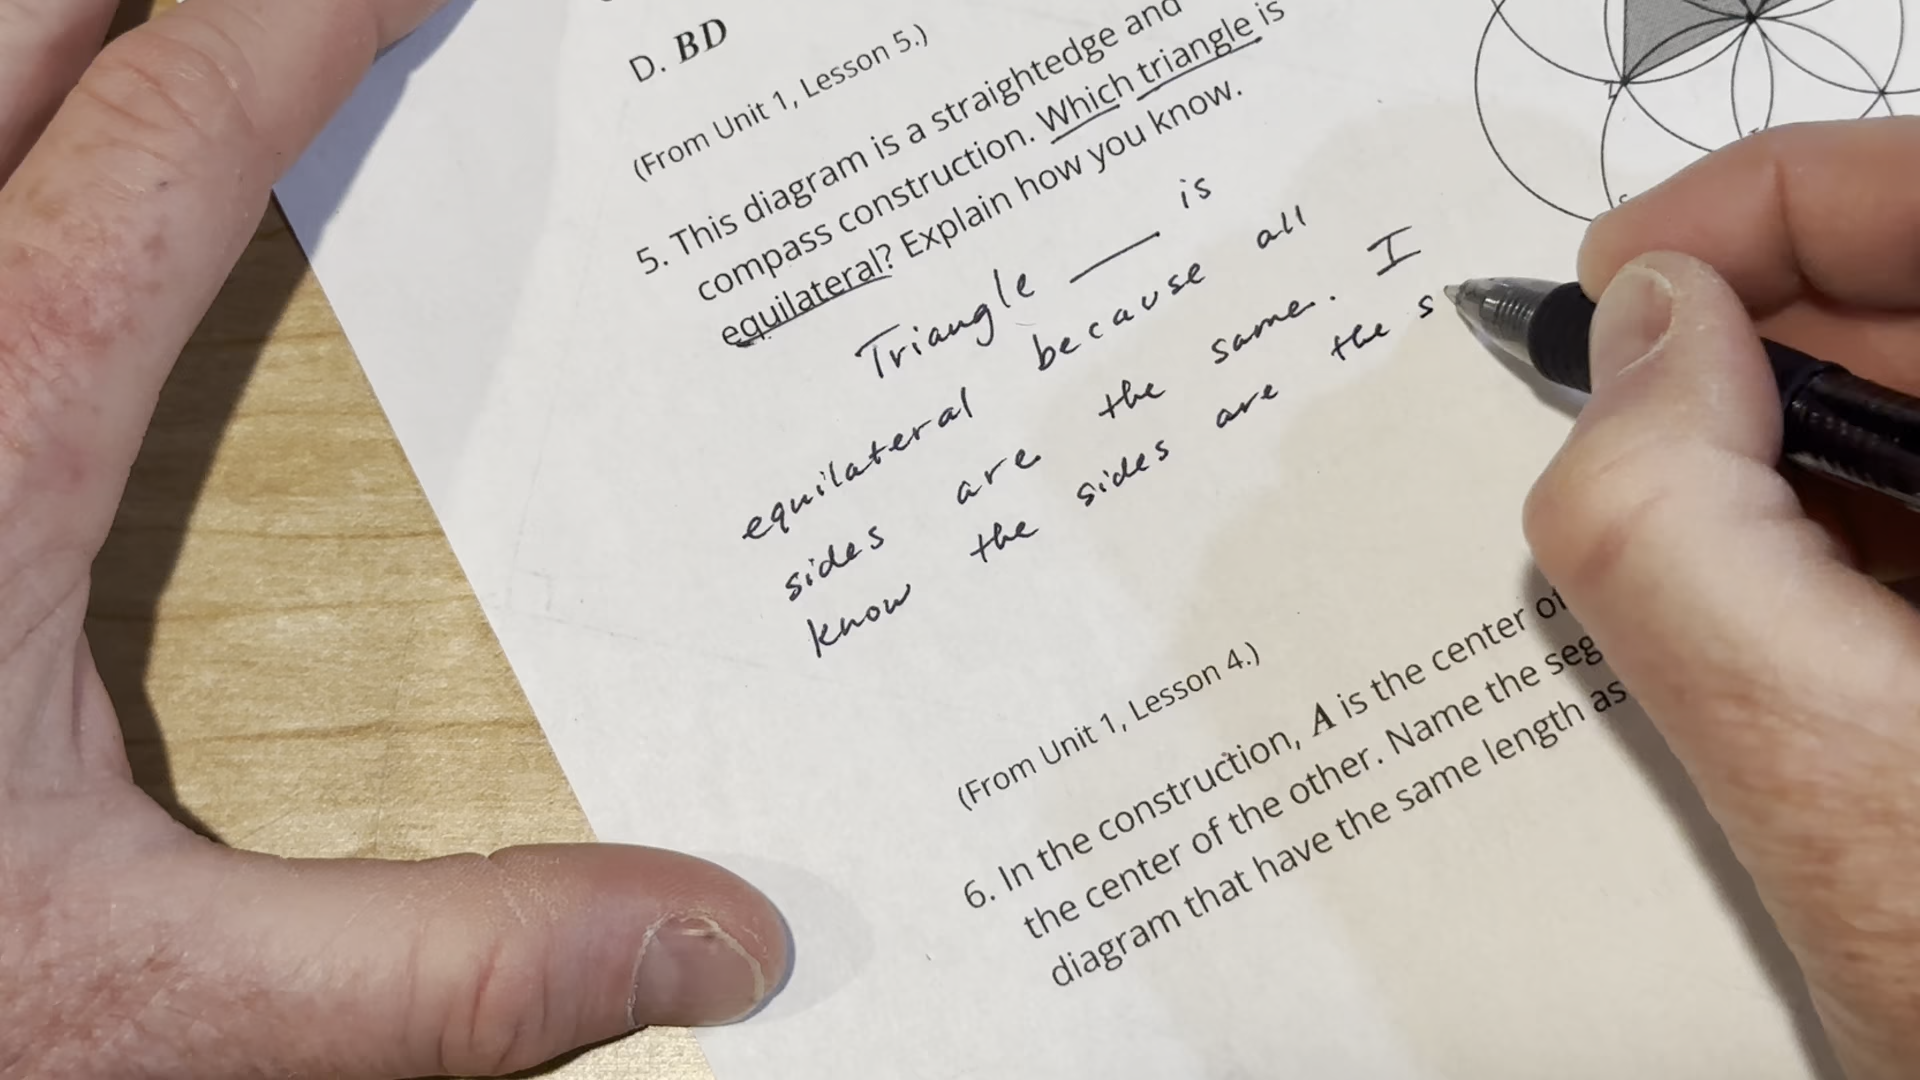 D. BD
(From Unit 1, Lesson 5.)
5. This diagram is a straightedge and
compass construction. Which triangle is
equilateral? Explain how you know.
Triangle ____ is
equilateral because all
sides are the same. I
know the sides are the s
(From Unit 1, Lesson 4.)
6. In the construction, A is the center of
the center of the other. Name the seg
diagram that have the same length as